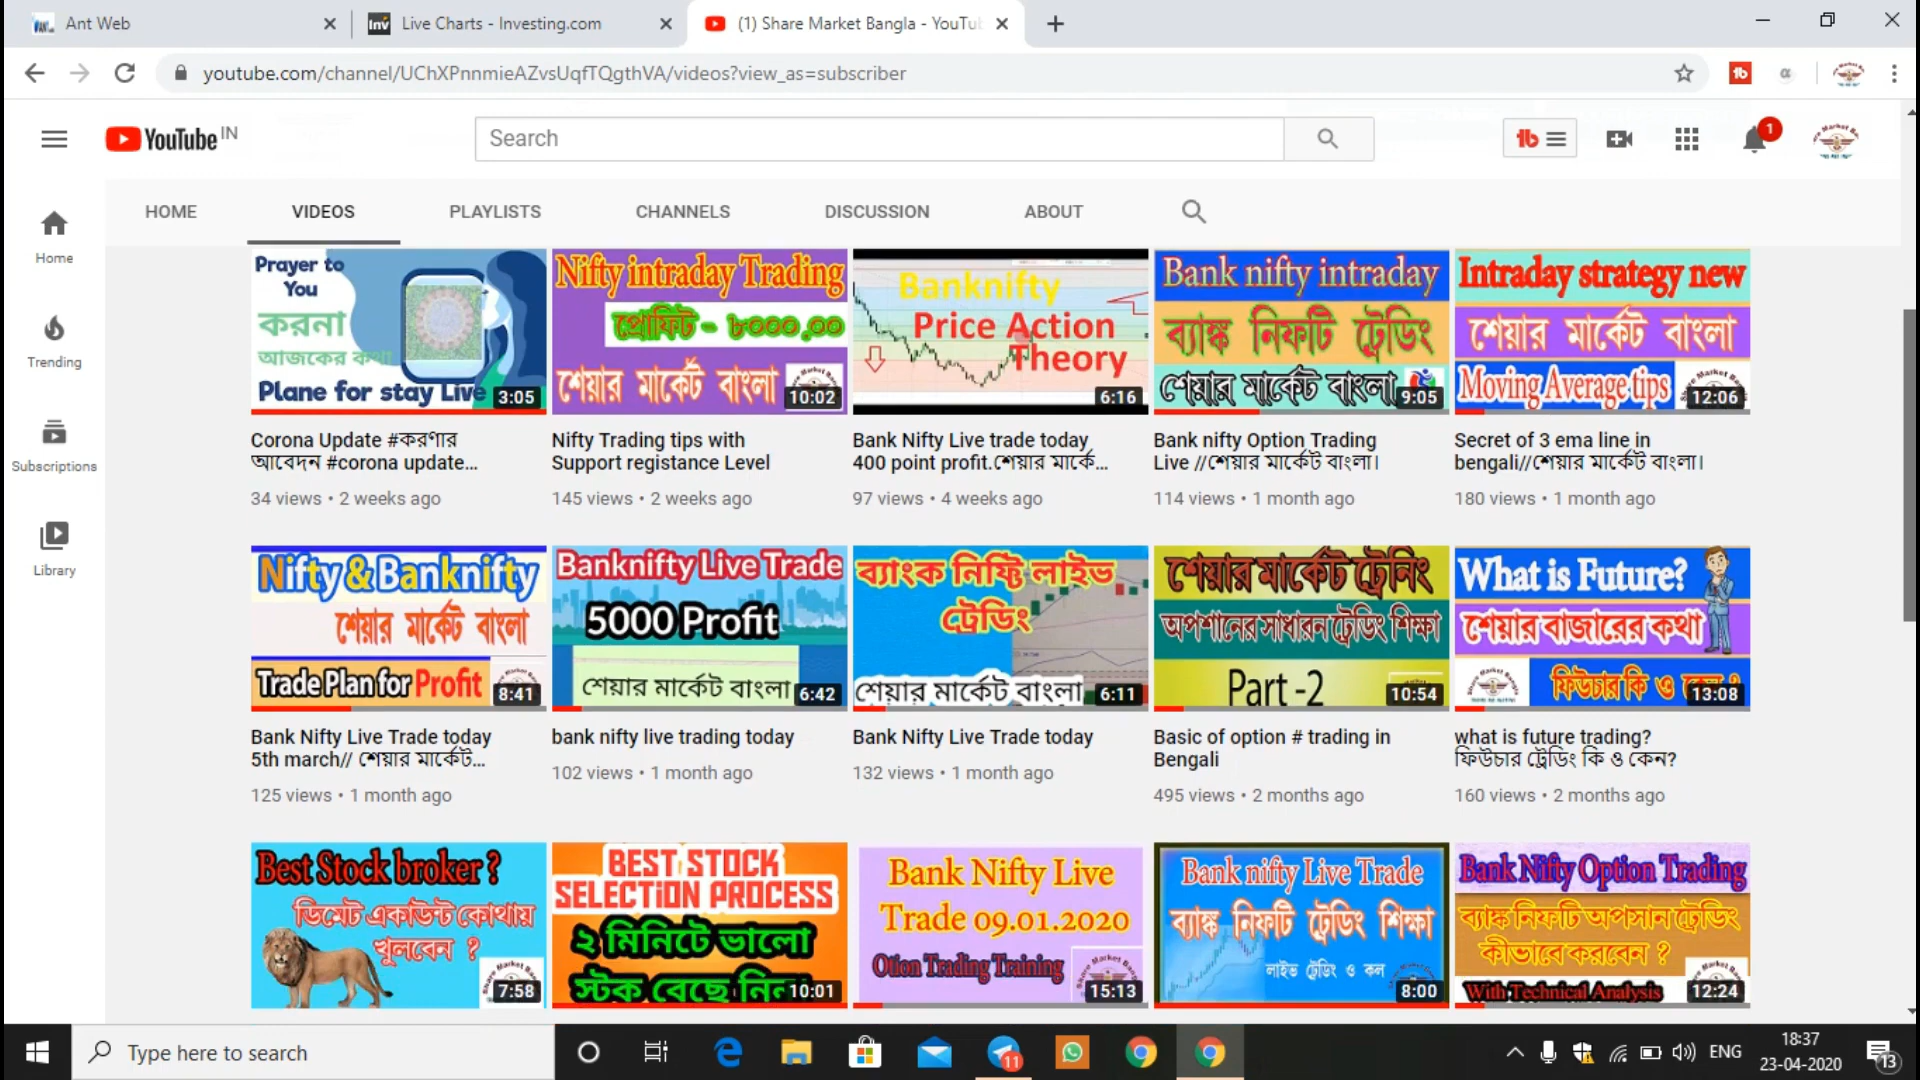 Ant Web
Live Charts - Investing.com
(1) Share Market Bangla - YouTu
youtube.com/channel/UChXPnnmieAZvsUqfTQgthVA/videos?view_as=subscriber
YouTube IN
Search
1
HOME
VIDEOS
PLAYLISTS
CHANNELS
DISCUSSION
ABOUT
Home
Trending
Subscriptions
Library
Prayer to
You
করনা
আজকের কথা
Plane for stay Live
3:05
Corona Update #করণার
আবেদন #corona update...
34 views • 2 weeks ago
Nifty intraday Trading
প্রোফিট - ৮০০০.০০
শেয়ার মার্কেট বাংলা
10:02
Nifty Trading tips with
Support registance Level
145 views • 2 weeks ago
Banknifty
Price Action
Theory
6:16
Bank Nifty Live trade today
400 point profit.শেয়ার মার্কে...
97 views • 4 weeks ago
Bank nifty intraday
ব্যাঙ্ক নিফটি ট্রেডিং
শেয়ার মার্কেট বাংলা
9:05
Bank nifty Option Trading
Live //শেয়ার মার্কেট বাংলা।
114 views • 1 month ago
Intraday strategy new
শেয়ার মার্কেট বাংলা
Moving Average tips
12:06
Secret of 3 ema line in
bengali//শেয়ার মার্কেট বাংলা।
180 views • 1 month ago
Nifty & Banknifty
শেয়ার মার্কেট বাংলা
Trade Plan for Profit
8:41
Bank Nifty Live Trade today
5th march// শেয়ার মার্কেট...
125 views • 1 month ago
Banknifty Live Trade
5000 Profit
শেয়ার মার্কেট বাংলা
6:42
bank nifty live trading today
102 views • 1 month ago
ব্যাংক নিফ্টি লাইভ
ট্রেডিং
শেয়ার মার্কেট বাংলা
6:11
Bank Nifty Live Trade today
132 views • 1 month ago
শেয়ার মার্কেট ট্রেনিং
অপশানের সাধারন ট্রেডিং শিক্ষা
Part -2
10:54
Basic of option # trading in
Bengali
495 views • 2 months ago
What is Future?
শেয়ার বাজারের কথা
ফিউচার কি ও
13:08
what is future trading?
ফিউচার ট্রেডিং কি ও কেন?
160 views • 2 months ago
Best Stock broker ?
ডিমেট একাউন্ট কোথায়
খুলবেন ?
7:58
BEST STOCK
SELECTION PROCESS
২ মিনিটে ভালো
স্টক বেছে নিন
10:01
Bank Nifty Live
Trade 09.01.2020
Otion Trading Training
15:13
Bank nifty Live Trade
ব্যাঙ্ক নিফটি ট্রেডিং শিক্ষা
লাইভ ট্রেডিং ও কল
8:00
Bank Nifty Option Trading
ব্যাঙ্ক নিফটি অপসান ট্রেডিং
কীভাবে করবেন ?
With Technical Analysis
12:24
Type here to search
11
ENG
18:37
23-04-2020
13